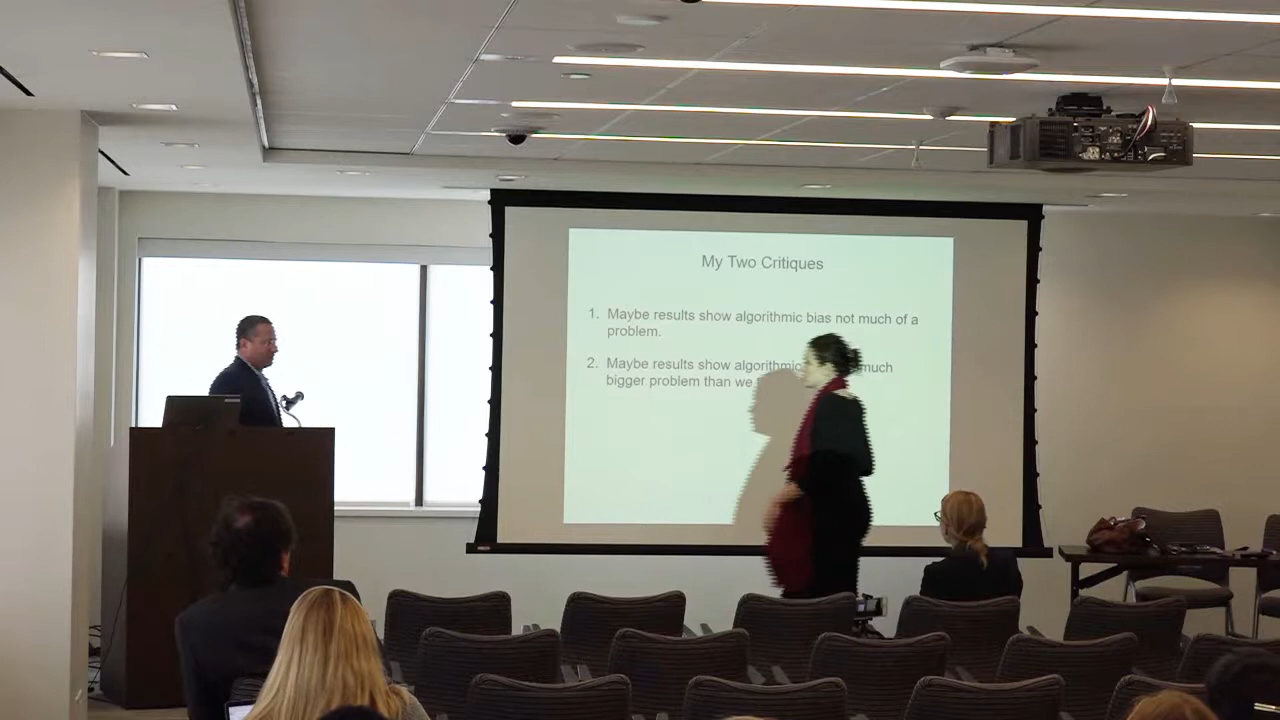 My Two Critiques
1. Maybe results show algorithmic bias not much of a
problem.
2. Maybe results show algorithmic much
bigger problem than we